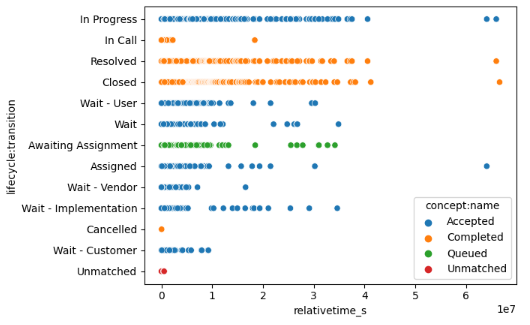 In Progress
In Call
Resolved
Closed
Wait - User
Wait
Awaiting Assignment
Assigned
Wait - Vendor
Wait - Implementation
Cancelled
Wait - Customer
Unmatched
lifecycle:transition
concept:name
Accepted
Completed
Queued
Unmatched
0 1 2 3 4 5 6
relativetime_s
1e7